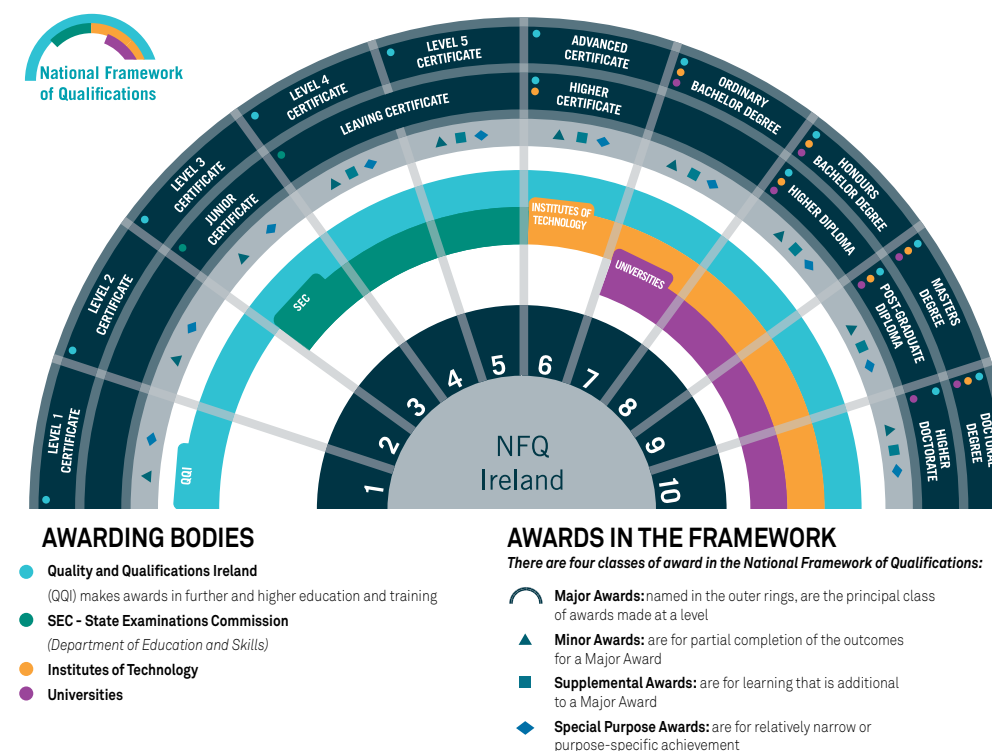 National Framework
of Qualifications
LEVEL 1
CERTIFICATE
LEVEL 2
CERTIFICATE
LEVEL 3
CERTIFICATE
JUNIOR
CERTIFICATE
LEVEL 4
CERTIFICATE
LEVEL 5
CERTIFICATE
LEAVING CERTIFICATE
ADVANCED
CERTIFICATE
HIGHER
CERTIFICATE
ORDINARY
BACHELOR DEGREE
HONOURS
BACHELOR DEGREE
HIGHER DIPLOMA
MASTERS
DEGREE
POST-GRADUATE
DIPLOMA
DOCTORAL
DEGREE
HIGHER
DOCTORATE
QQI
SEC
INSTITUTES OF
TECHNOLOGY
UNIVERSITIES
1
2
3
4
5
6
7
8
9
10
NFQ
Ireland
AWARDING BODIES
Quality and Qualifications Ireland
(QQI) makes awards in further and higher education and training
SEC - State Examinations Commission
(Department of Education and Skills)
Institutes of Technology
Universities
AWARDS IN THE FRAMEWORK
There are four classes of award in the National Framework of Qualifications:
Major Awards: named in the outer rings, are the principal class
of awards made at a level
Minor Awards: are for partial completion of the outcomes
for a Major Award
Supplemental Awards: are for learning that is additional
to a Major Award
Special Purpose Awards: are for relatively narrow or
purpose-specific achievement